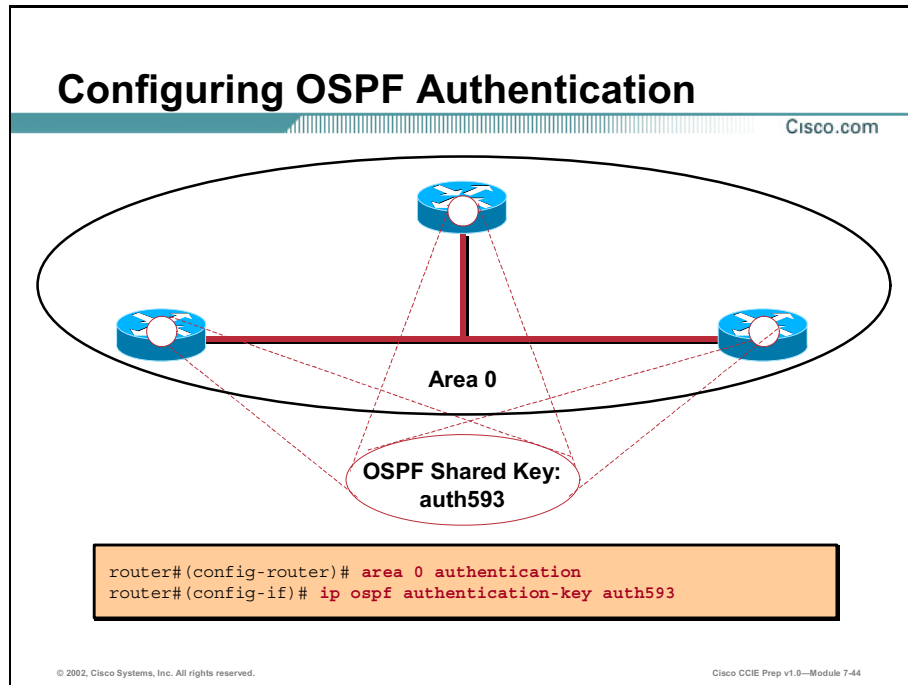 Configuring OSPF Authentication
Cisco.com
Area 0
OSPF Shared Key:
auth593
router#(config-router)# area 0 authentication
router#(config-if)# ip ospf authentication-key auth593
© 2002, Cisco Systems, Inc. All rights reserved.
Cisco CCIE Prep v1.0—Module 7-44